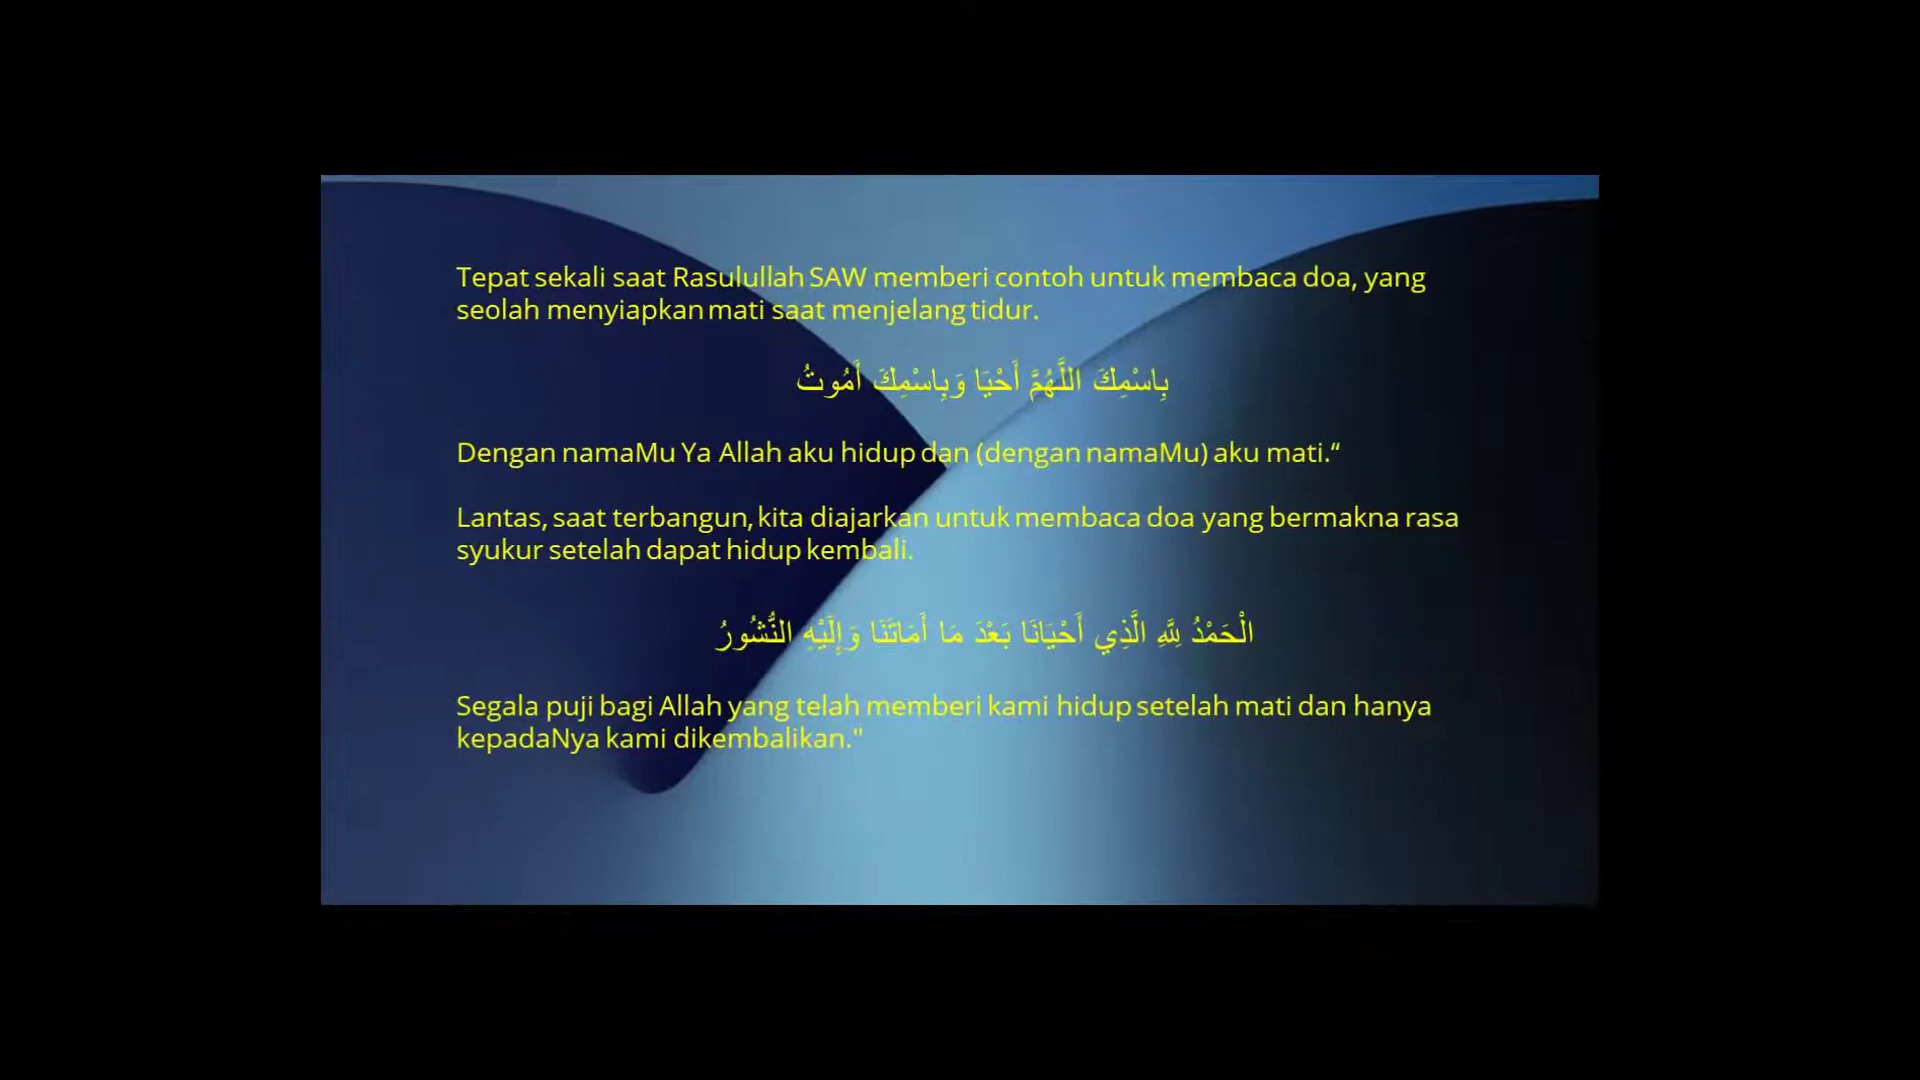 Tepat sekali saat Rasulullah SAW memberi contoh untuk membaca doa, yang
seolah menyiapkan mati saat menjelang tidur.
بِاسْمِكَ اللَّهُمَّ أَحْيَا وَبِاسْمِكَ أَمُوتُ
Dengan namaMu Ya Allah aku hidup dan (dengan namaMu) aku mati.“
Lantas, saat terbangun, kita diajarkan untuk membaca doa yang bermakna rasa
syukur setelah dapat hidup kembali.
الْحَمْدُ لِلَّهِ الَّذِي أَحْيَانَا بَعْدَ مَا أَمَاتَنَا وَإِلَيْهِ النُّشُورُ
Segala puji bagi Allah yang telah memberi kami hidup setelah mati dan hanya
kepadaNya kami dikembalikan."